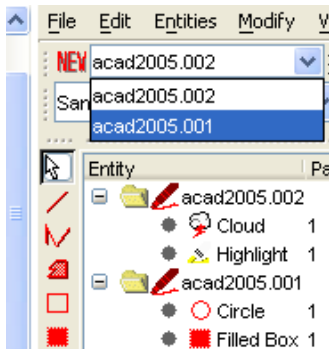 File Edit Entities Modify
NEW acad2005.002
San acad2005.002
acad2005.001
Entity Pa
acad2005.002
Cloud 1
Highlight 1
acad2005.001
Circle 1
Filled Box 1